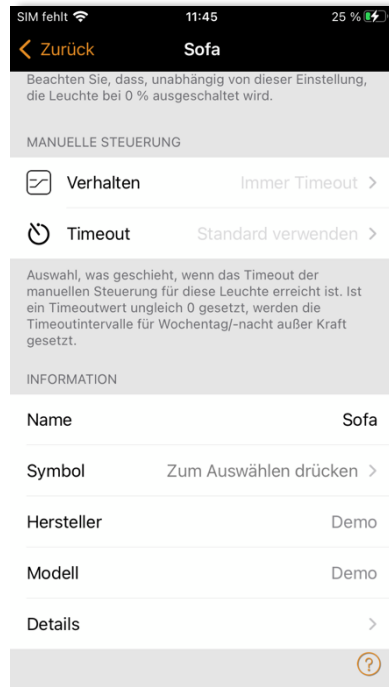 SIM fehlt 11:45 25 %
Zurück Sofa
Beachten Sie, dass, unabhängig von dieser Einstellung,
die Leuchte bei 0 % ausgeschaltet wird.
MANUELLE STEUERUNG
Verhalten Immer Timeout >
Timeout Standard verwenden >
Auswahl, was geschieht, wenn das Timeout der
manuellen Steuerung für diese Leuchte erreicht ist. Ist
ein Timeoutwert ungleich 0 gesetzt, werden die
Timeoutintervalle für Wochentag/-nacht außer Kraft
gesetzt.
INFORMATION
Name Sofa
Symbol Zum Auswählen drücken >
Hersteller Demo
Modell Demo
Details >
?